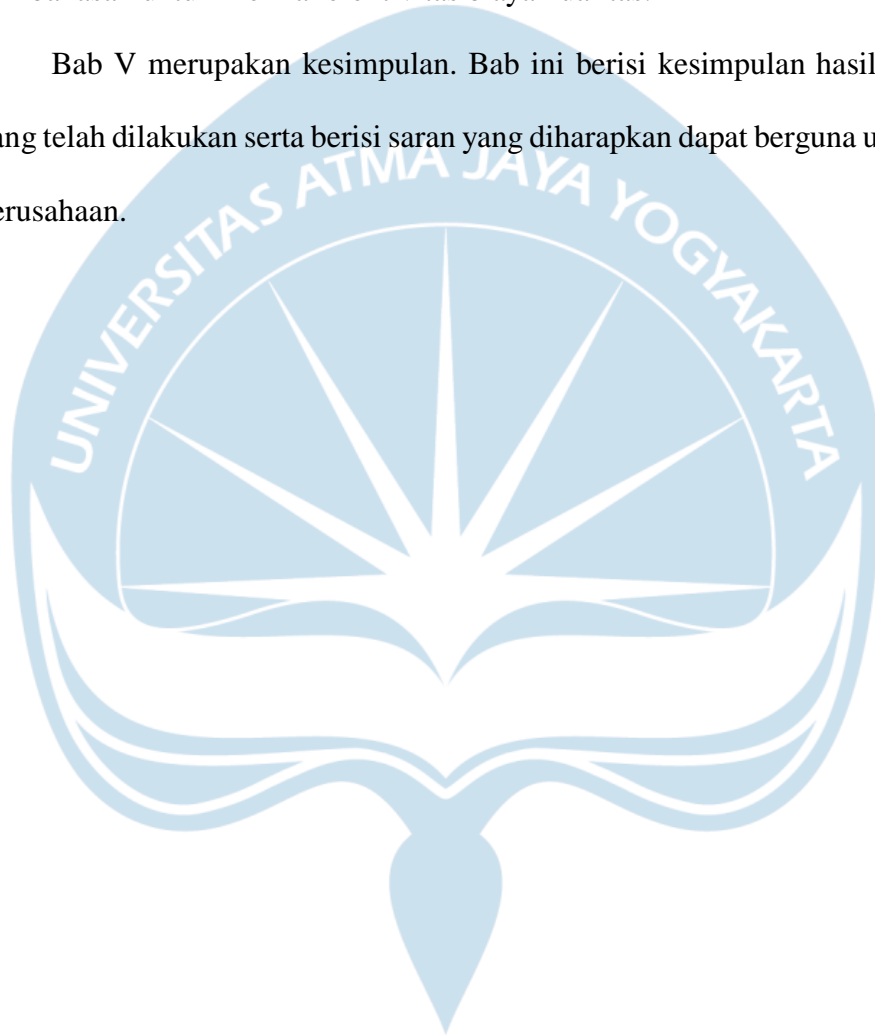 Bab V merupakan kesimpulan. Bab ini berisi kesimpulan hasil
ang telah dilakukan serta berisi saran yang diharapkan dapat berguna u
erusahaan.
UNIVERSITAS ATMA JAYA YOGYAKARTA